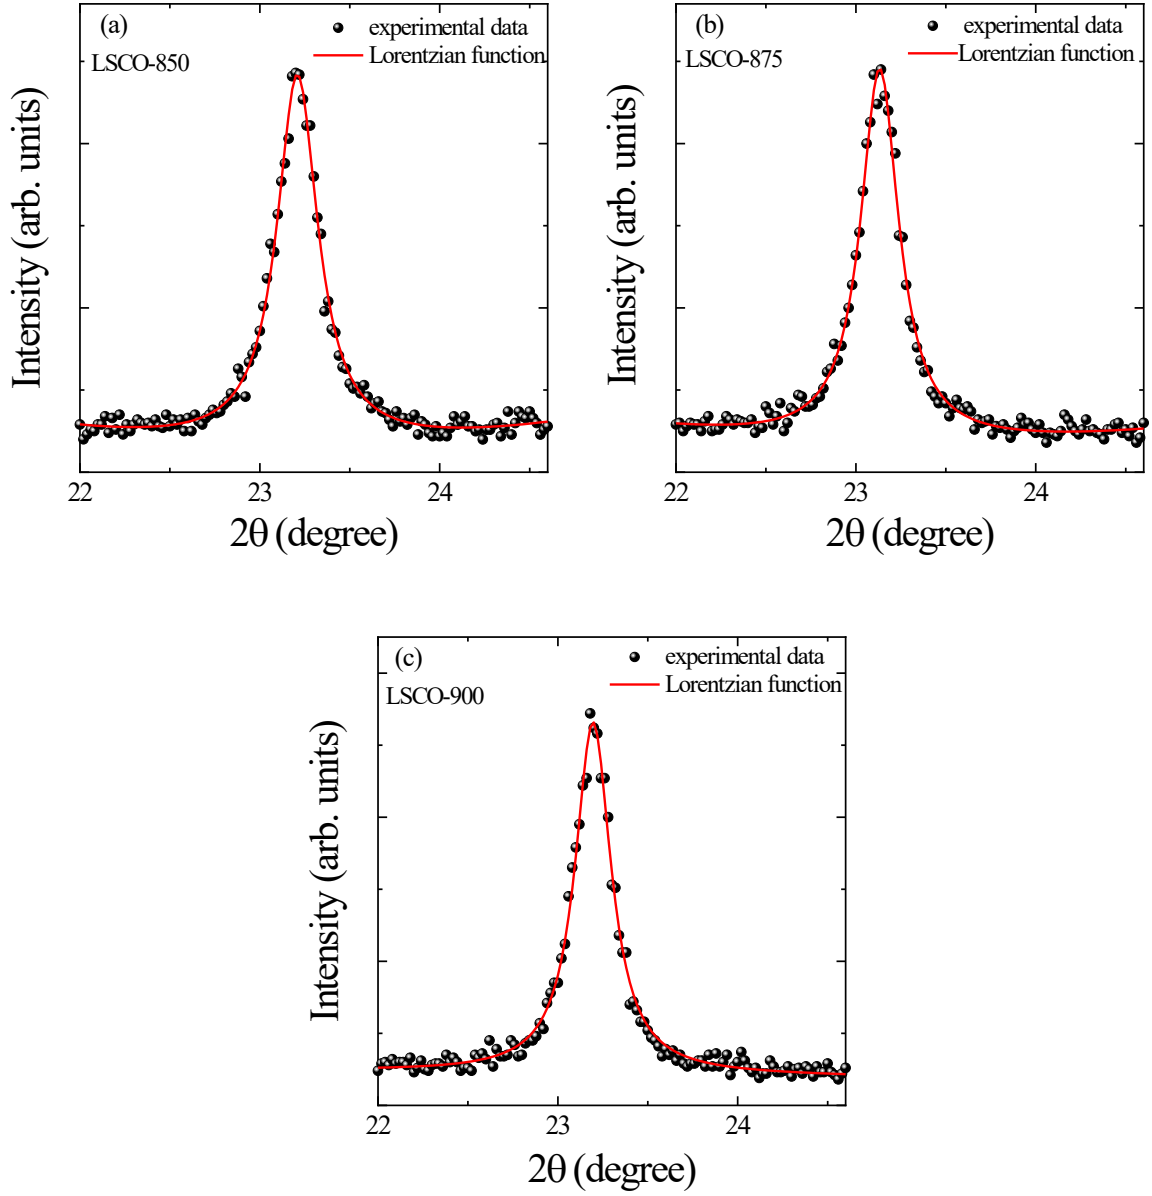 (a)
experimental data
Lorentzian function
LSCO-850
Intensity (arb. units)
22 23 24
2θ (degree)
(b)
experimental data
Lorentzian function
LSCO-875
Intensity (arb. units)
22 23 24
2θ (degree)
(c)
experimental data
Lorentzian function
LSCO-900
Intensity (arb. units)
22 23 24
2θ (degree)